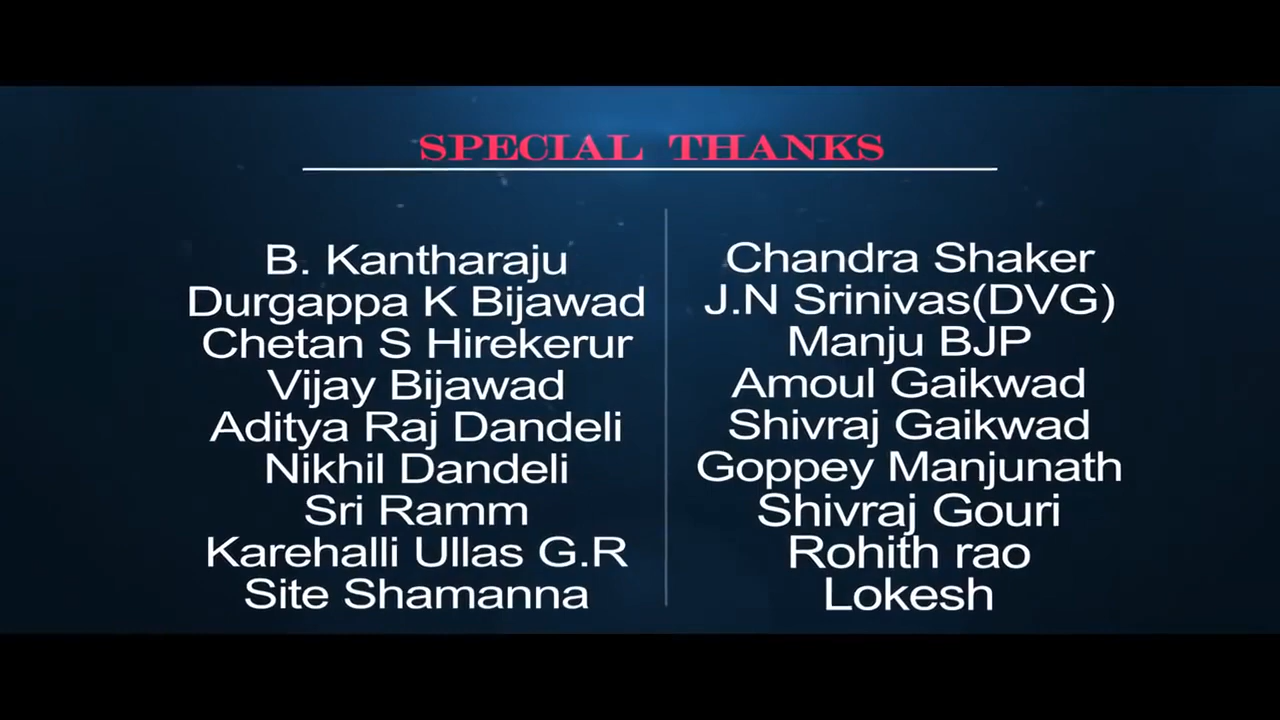 SPECIAL THANKS
B. Kantharaju
Durgappa K Bijawad
Chetan S Hirekerur
Vijay Bijawad
Aditya Raj Dandeli
Nikhil Dandeli
Sri Ramm
Karehalli Ullas G.R
Site Shamanna
Chandra Shaker
J.N Srinivas(DVG)
Manju BJP
Amoul Gaikwad
Shivraj Gaikwad
Goppey Manjunath
Shivraj Gouri
Rohith rao
Lokesh